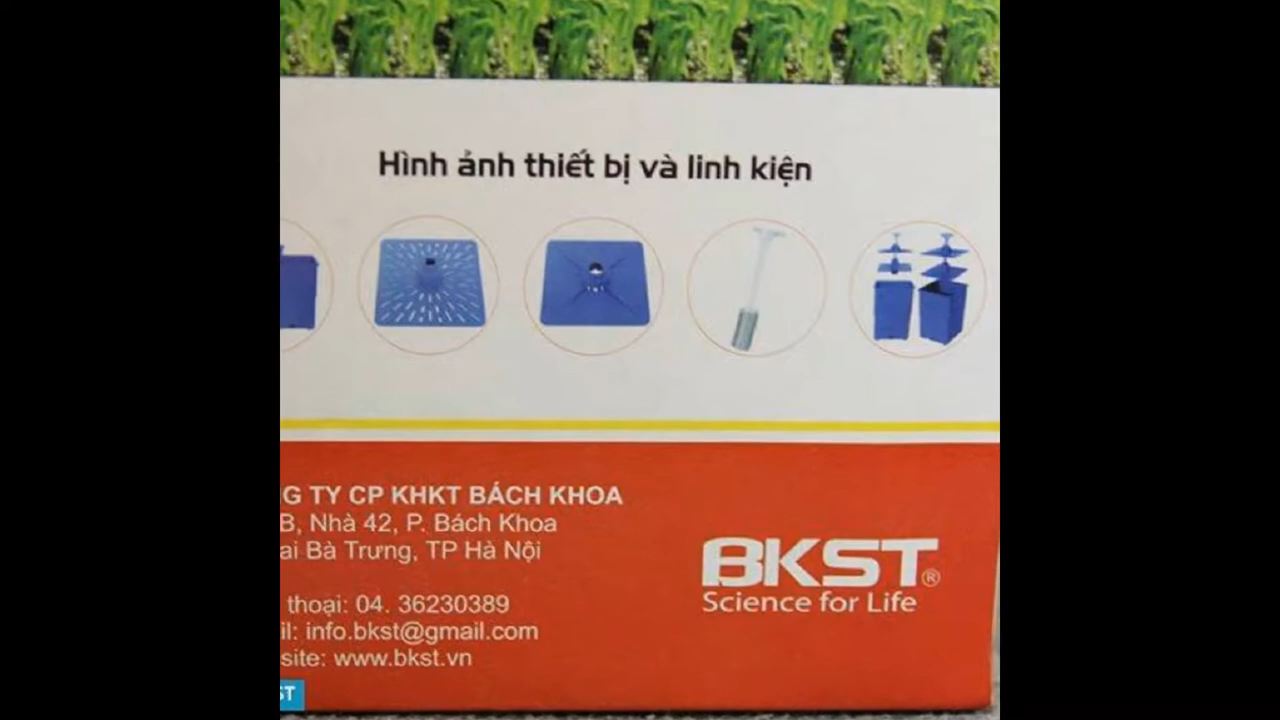 Hình ảnh thiết bị và linh kiện
G TY CP KHKT BÁCH KHOA
B, Nhà 42, P. Bách Khoa
ai Bà Trưng, TP Hà Nội
thoại: 04. 36230389
il: info.bkst@gmail.com
site: www.bkst.vn
BKST®
Science for Life
ST